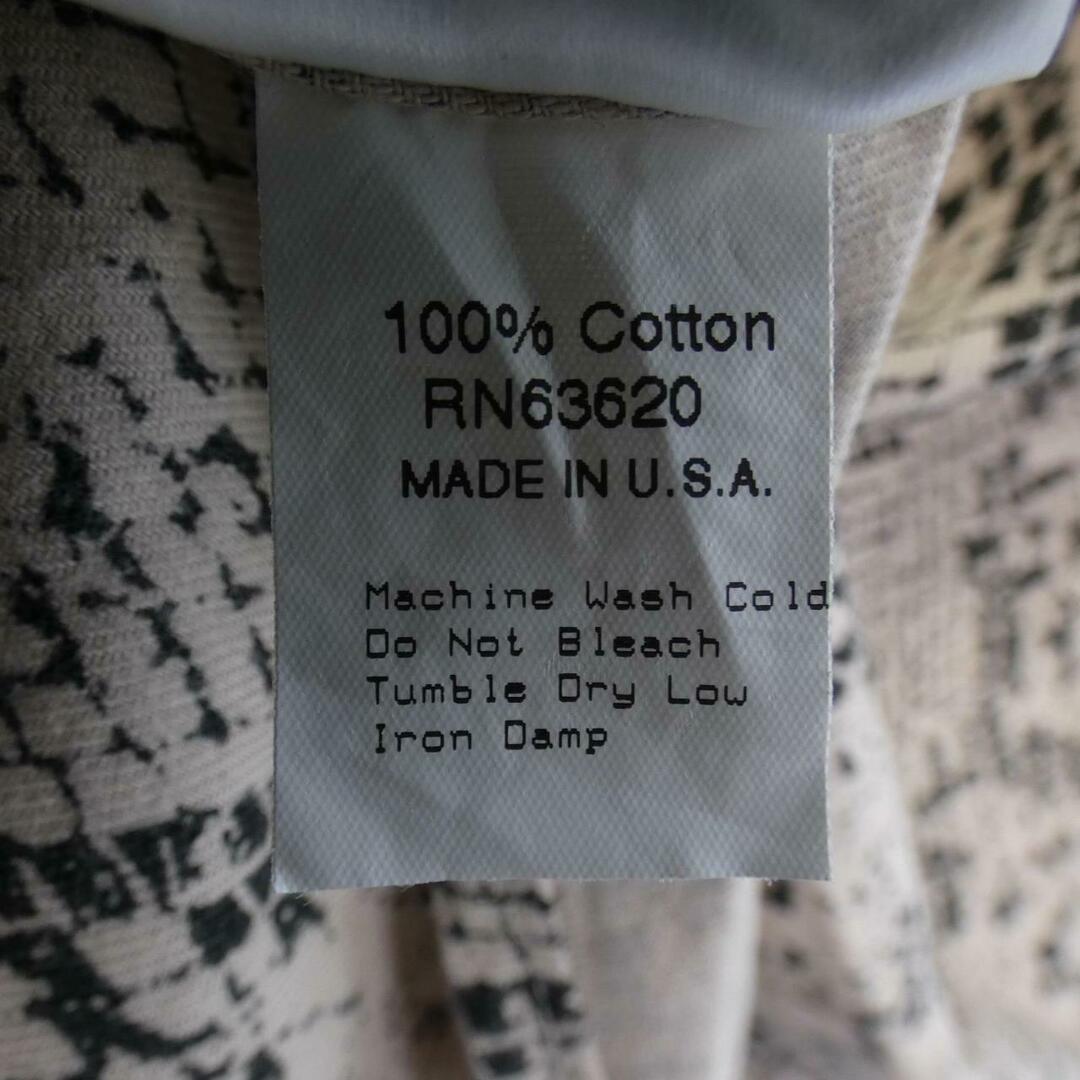 100% Cotton
RN63620
MADE IN U.S.A.
Machine Wash Cold
Do Not Bleach
Tumble Dry Low
Iron Damp